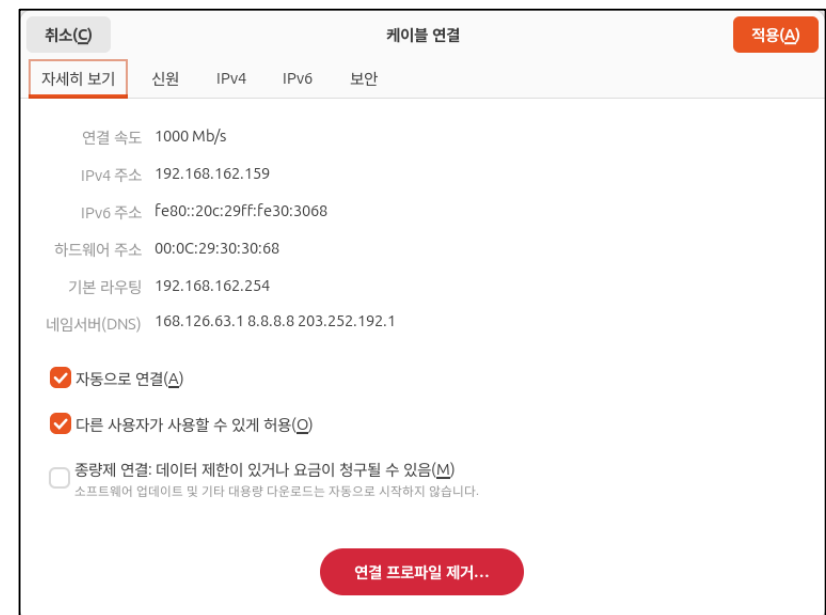 취소(C)
케이블 연결
적용(A)
자세히 보기 신원 IPv4 IPv6 보안
연결 속도 1000 Mb/s
IPv4 주소 192.168.162.159
IPv6 주소 fe80::20c:29ff:fe30:3068
하드웨어 주소 00:0C:29:30:30:68
기본 라우팅 192.168.162.254
네임서버(DNS) 168.126.63.1 8.8.8.8 203.252.192.1
자동으로 연결(A)
다른 사용자가 사용할 수 있게 허용(O)
종량제 연결: 데이터 제한이 있거나 요금이 청구될 수 있음(M)
소프트웨어 업데이트 및 기타 대용량 다운로드는 자동으로 시작하지 않습니다.
연결 프로파일 제거...